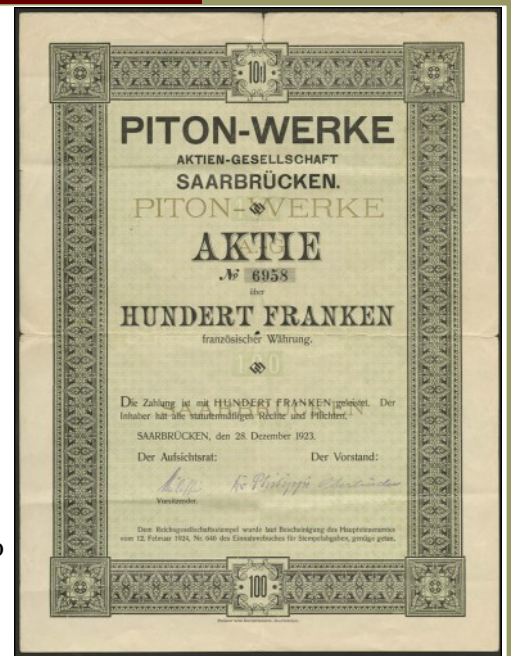 100
PITON-WERKE
AKTIEN-GESELLSCHAFT
SAARBRÜCKEN.
PITON-WERKE
A.G.
AKTIE
№ 6958
über
HUNDERT FRANKEN
französischer Währung.
100
SAARBRÜCKEN
Die Zahlung ist mit HUNDERT FRANKEN geleistet. Der
Inhaber hat alle statutenmäßigen Rechte und Pflichten.
SAARBRÜCKEN, den 28. Dezember 1923.
Der Aufsichtsrat: Der Vorstand:
Vorsitzender.
Dem Reichsgesellschaftsstempel wurde laut Bescheinigung des Hauptsteueramtes
vom 12. Februar 1924, Nr. 646 des Einnahmebuches für Stempelabgaben, genüge getan.
100